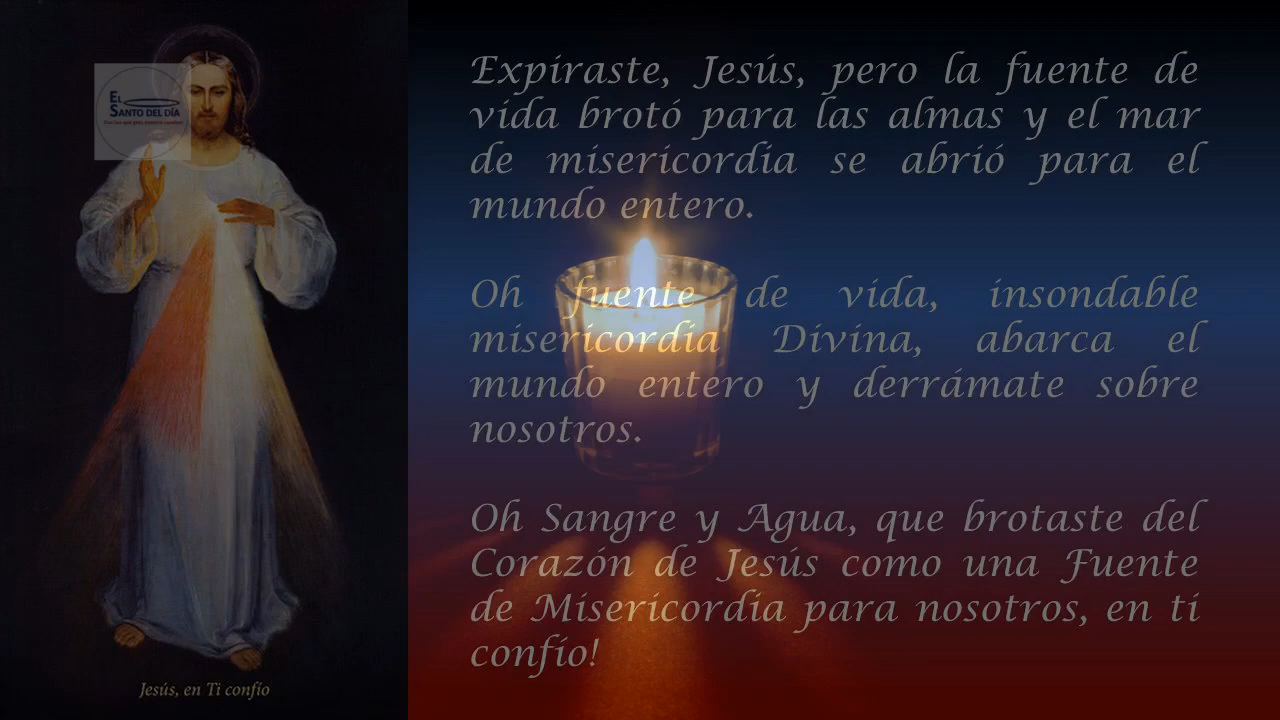 EL
SANTO DEL DÍA
Expiraste, Jesús, pero la fuente de
vida brotó para las almas y el mar
de misericordia se abrió para el
mundo entero.
Oh fuente de vida, insondable
misericordia Divina, abarca el
mundo entero y derrámate sobre
nosotros.
Oh Sangre y Agua, que brotaste del
Corazón de Jesús como una Fuente
de Misericordia para nosotros, en ti
confío!
Jesús, en Ti confío